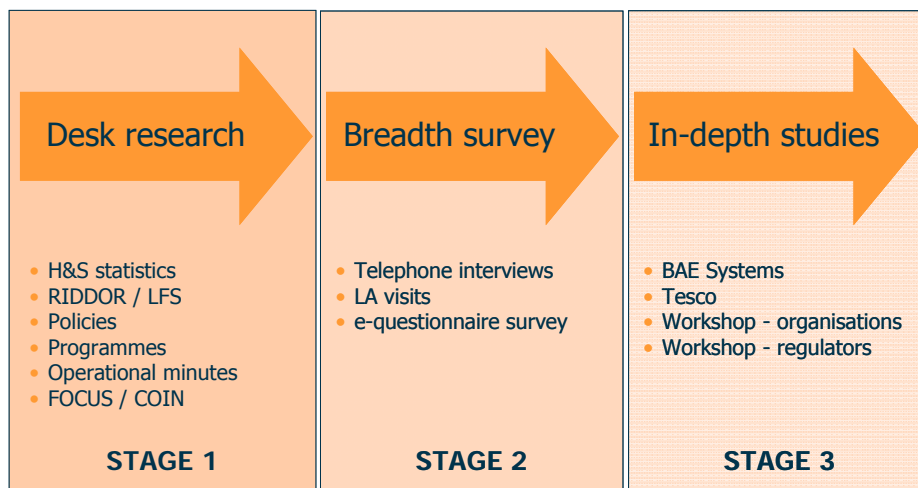 Desk research
H&S statistics
RIDDOR / LFS
Policies
Programmes
Operational minutes
FOCUS / COIN
STAGE 1
Breadth survey
Telephone interviews
LA visits
e-questionnaire survey
STAGE 2
In-depth studies
BAE Systems
Tesco
Workshop - organisations
Workshop - regulators
STAGE 3